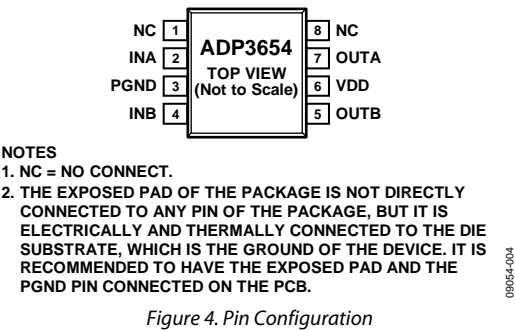 NC 1 ADP3654 8 NC
INA 2 TOP VIEW 7 OUTA
PGND 3 (Not to Scale) 6 VDD
INB 4 5 OUTB
NOTES
1. NC = NO CONNECT.
2. THE EXPOSED PAD OF THE PACKAGE IS NOT DIRECTLY
CONNECTED TO ANY PIN OF THE PACKAGE, BUT IT IS
ELECTRICALLY AND THERMALLY CONNECTED TO THE DIE
SUBSTRATE, WHICH IS THE GROUND OF THE DEVICE. IT IS
RECOMMENDED TO HAVE THE EXPOSED PAD AND THE
PGND PIN CONNECTED ON THE PCB.
09054-004
Figure 4. Pin Configuration